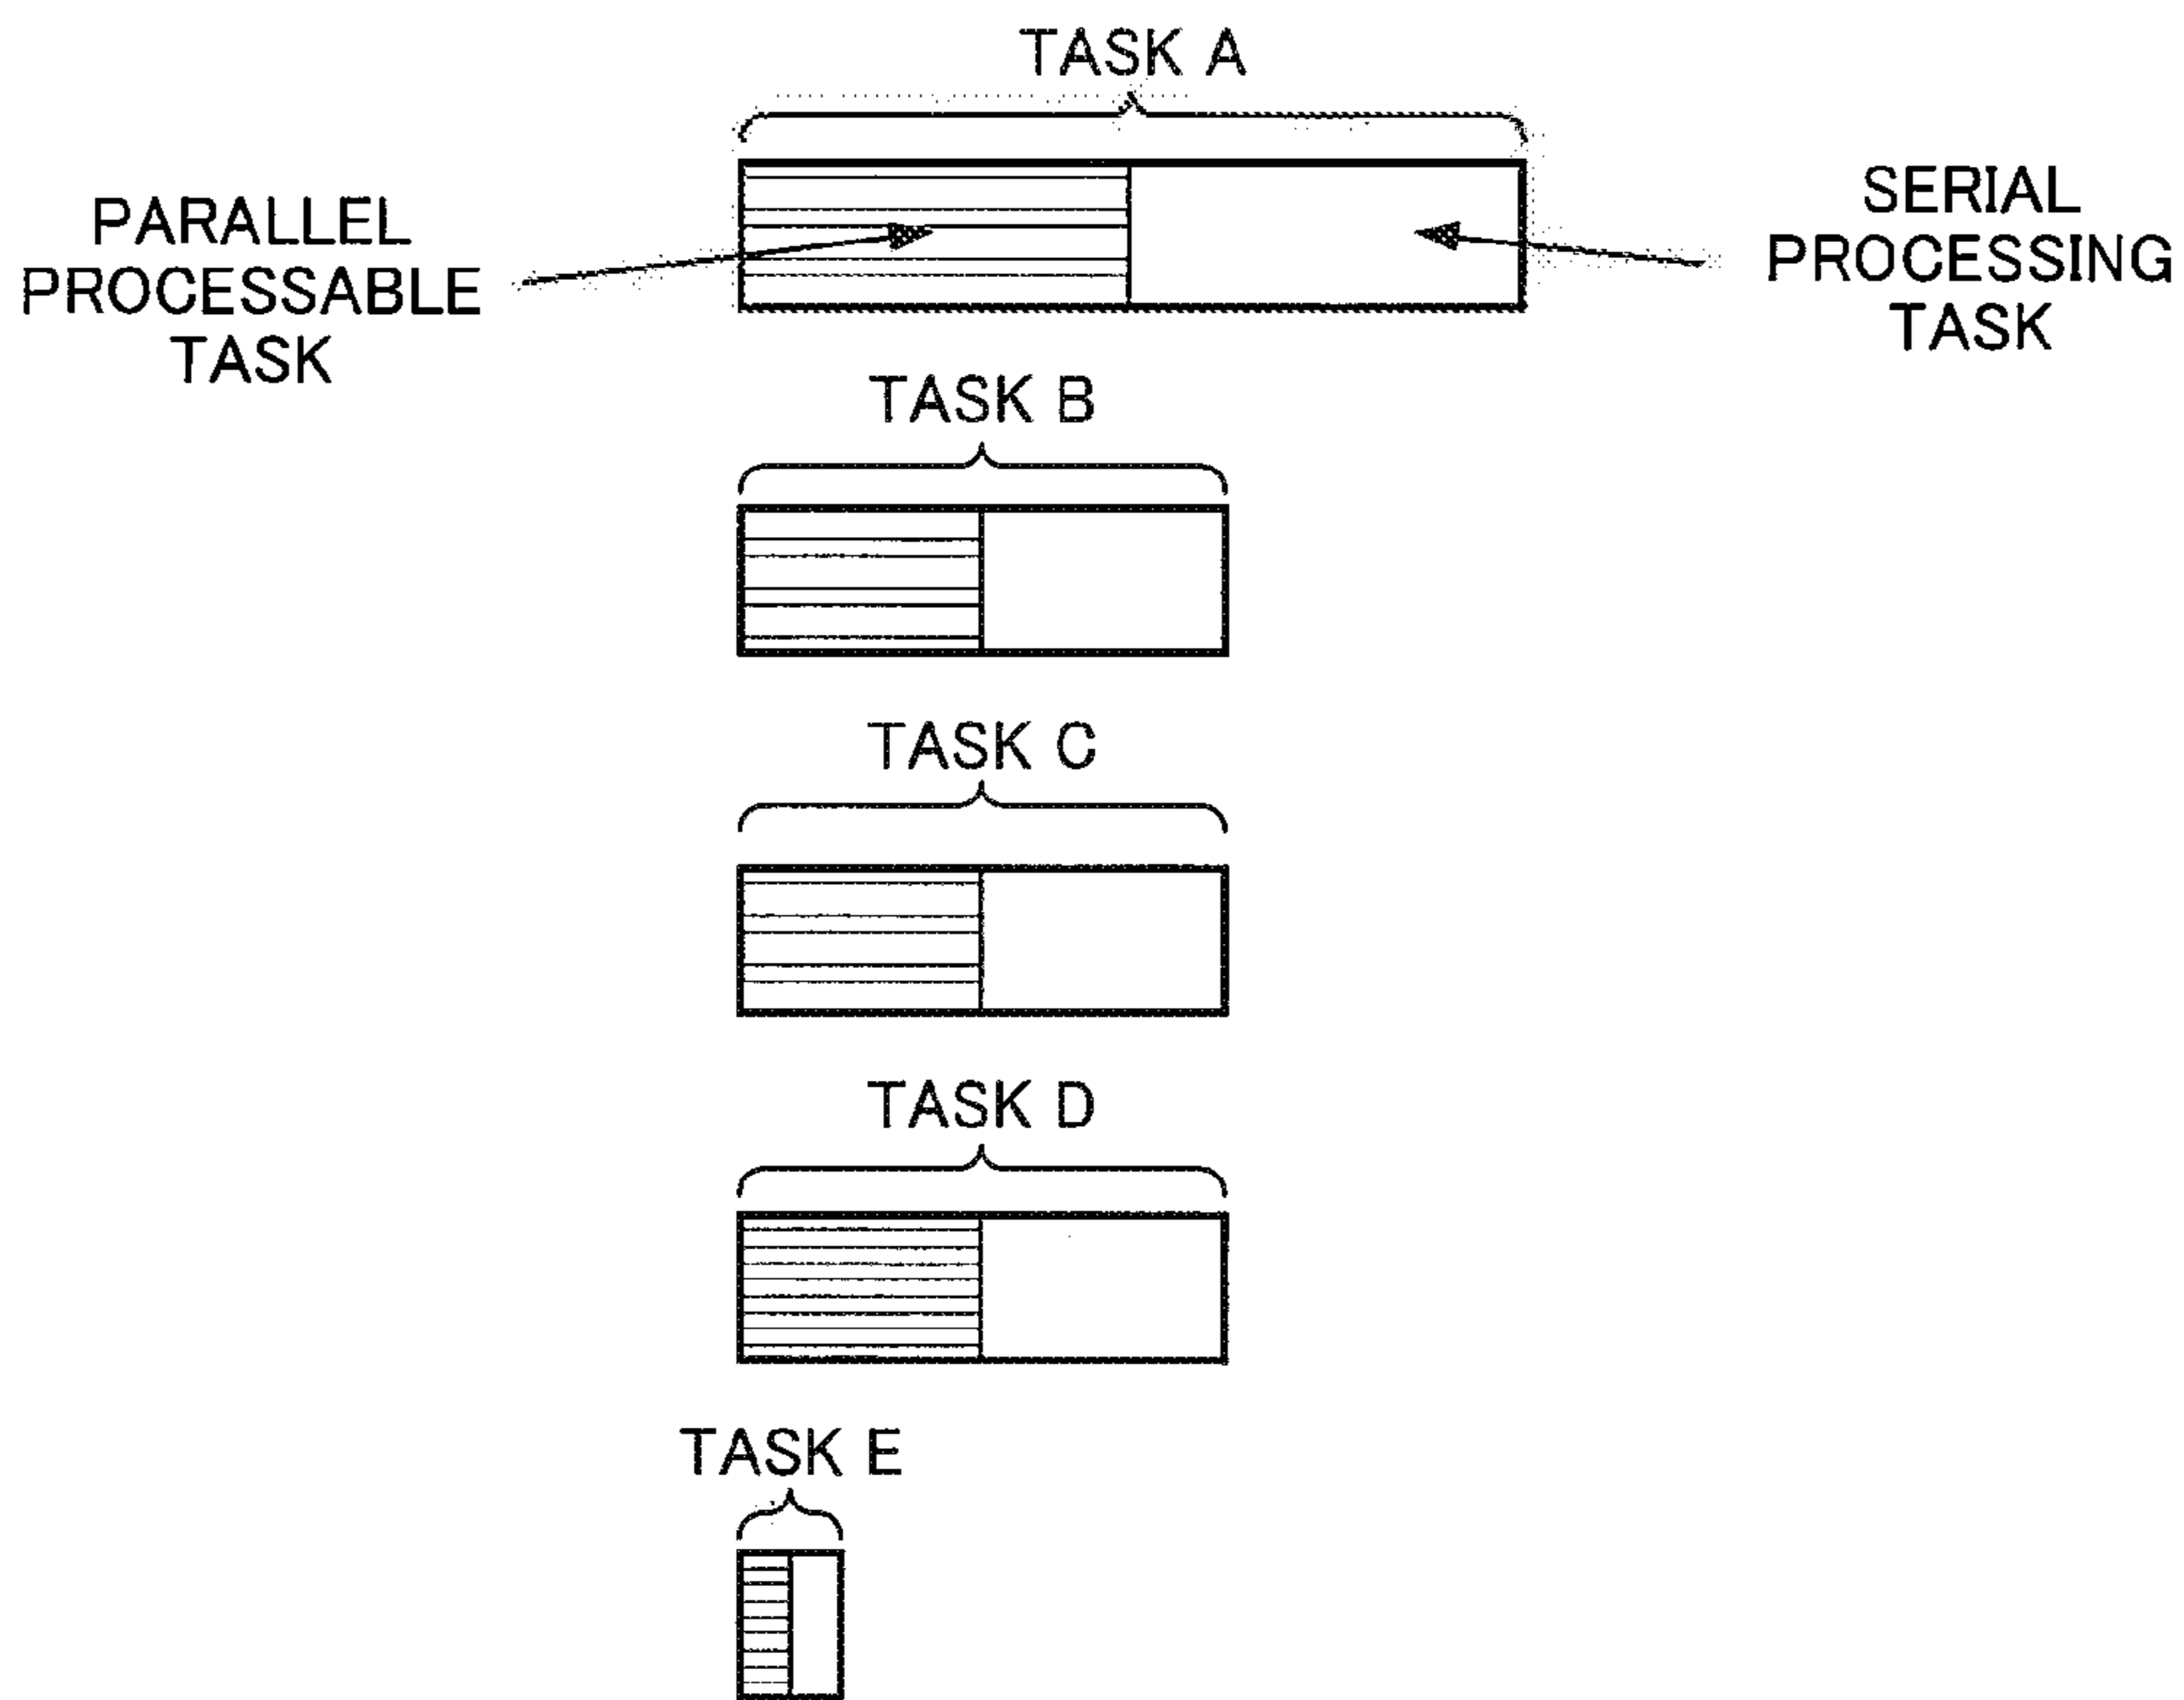 TASK A
PARALLEL
PROCESSABLE
TASK
SERIAL
PROCESSING
TASK
TASK B
TASK C
TASK D
TASK E